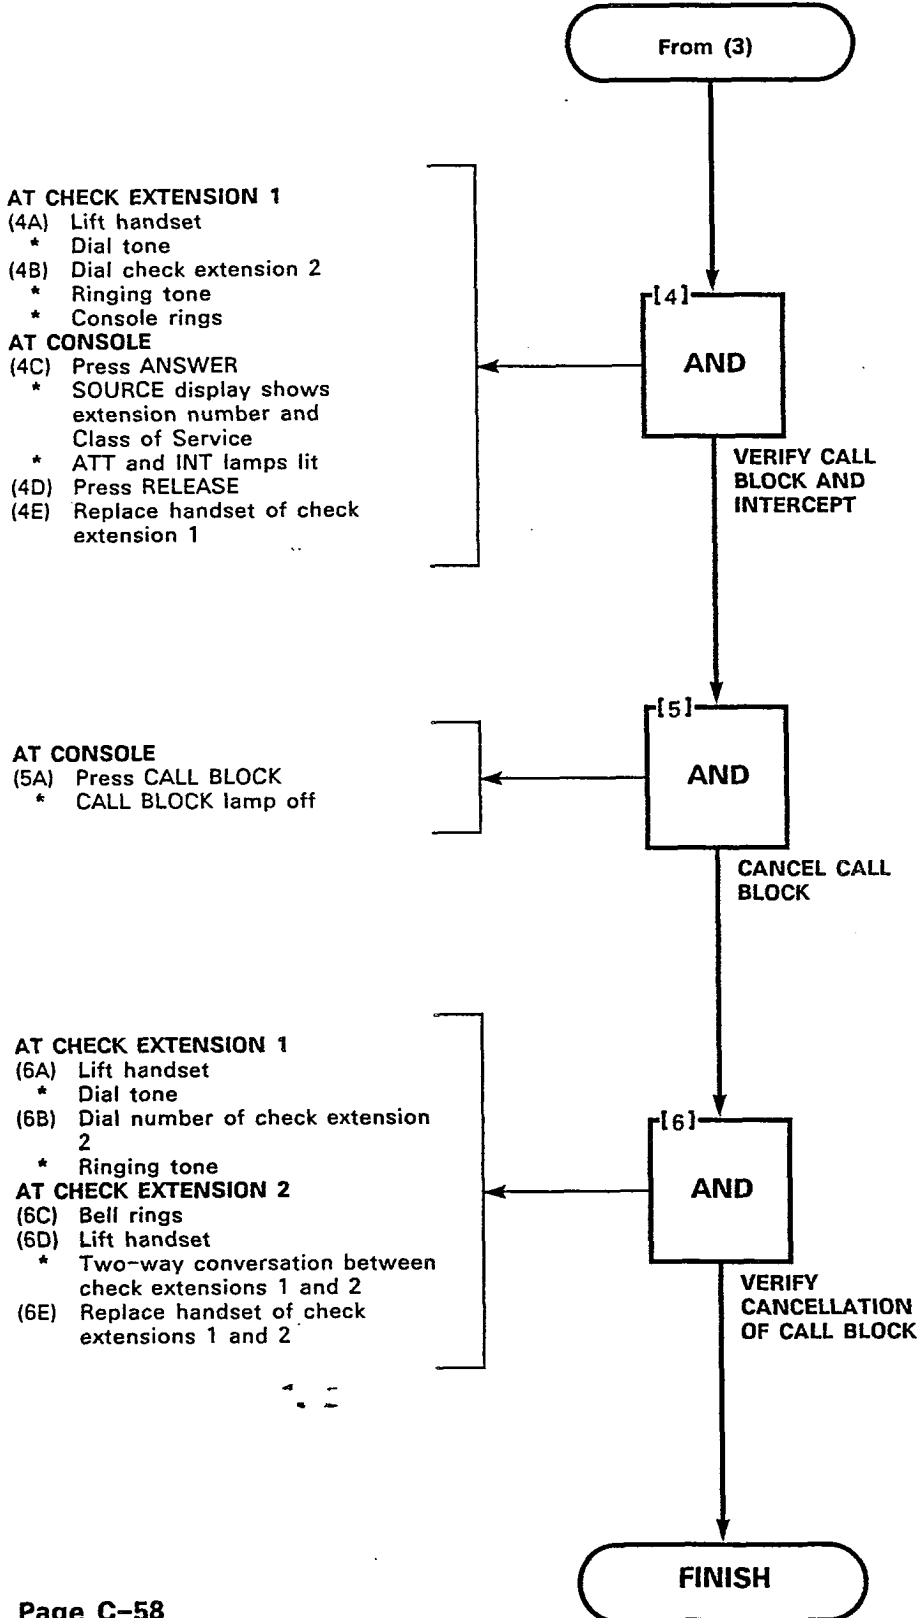 From (3)
AT CHECK EXTENSION 1
(4A) Lift handset
* Dial tone
(4B) Dial check extension 2
* Ringing tone
* Console rings
AT CONSOLE
(4C) Press ANSWER
* SOURCE display shows
extension number and
Class of Service
* ATT and INT lamps lit
(4D) Press RELEASE
(4E) Replace handset of check
extension 1
[4]
AND
VERIFY CALL
BLOCK AND
INTERCEPT
AT CONSOLE
(5A) Press CALL BLOCK
* CALL BLOCK lamp off
[5]
AND
CANCEL CALL
BLOCK
AT CHECK EXTENSION 1
(6A) Lift handset
* Dial tone
(6B) Dial number of check extension
2
* Ringing tone
AT CHECK EXTENSION 2
(6C) Bell rings
(6D) Lift handset
* Two-way conversation between
check extensions 1 and 2
(6E) Replace handset of check
extensions 1 and 2
[6]
AND
VERIFY
CANCELLATION
OF CALL BLOCK
FINISH
Page C-58